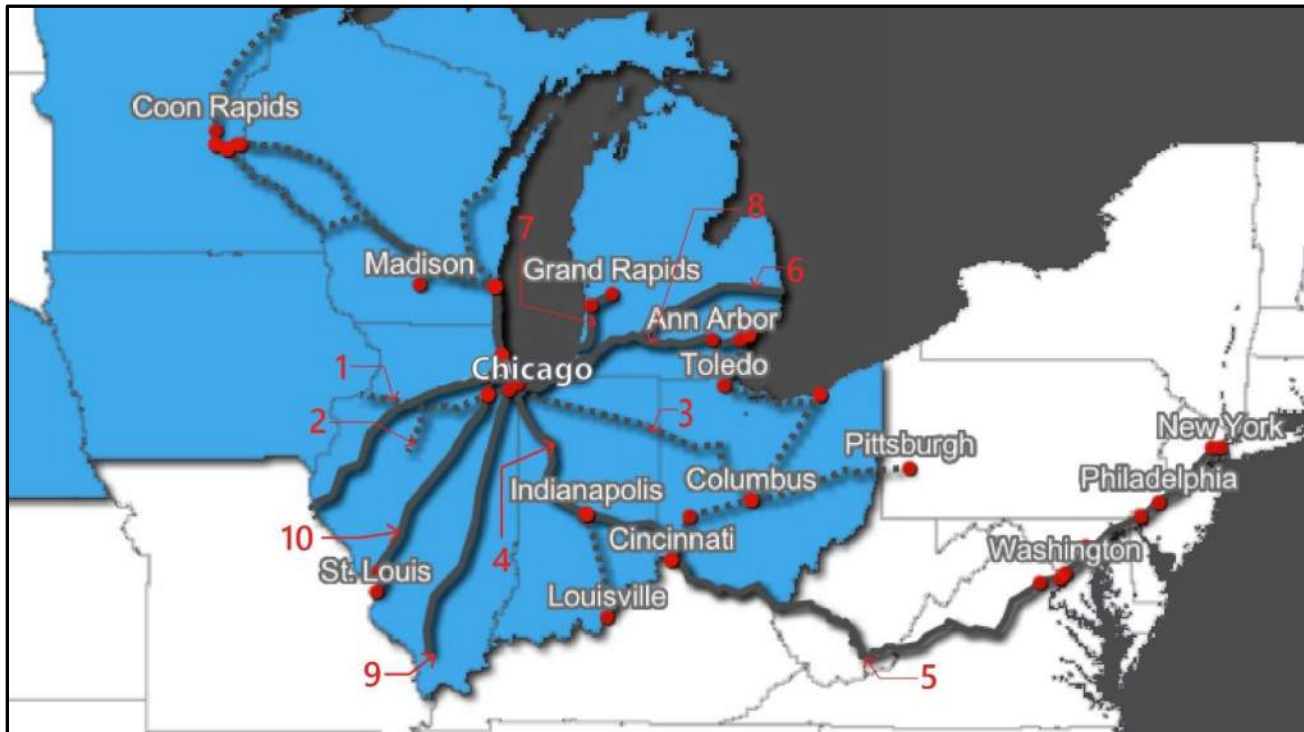 Coon Rapids
8
7
Madison
Grand Rapids
6
Ann Arbor
Chicago
Toledo
1
2
3
New York
Pittsburgh
Columbus
Philadelphia
Indianapolis
10
4
Cincinnati
Washington
St. Louis
Louisville
9
5